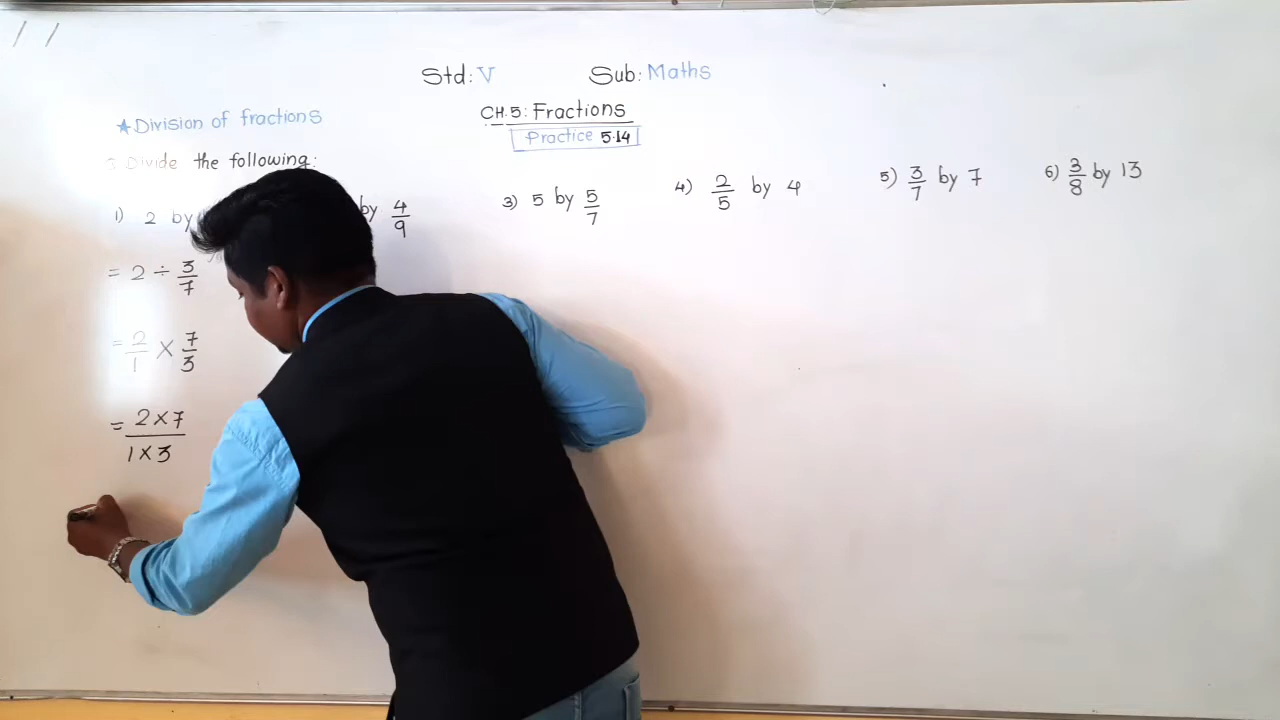 Std: V Sub: Maths
CH.5: Fractions
★ Division of fractions
Practice 5.14
Divide the following:
1) 2 by
by 4/9
3) 5 by 5/7
4) 2/5 by 4
5) 3/7 by 7
6) 3/8 by 13
= 2 ÷ 3/7
= 2/1 × 7/3
= 2×7/1×3